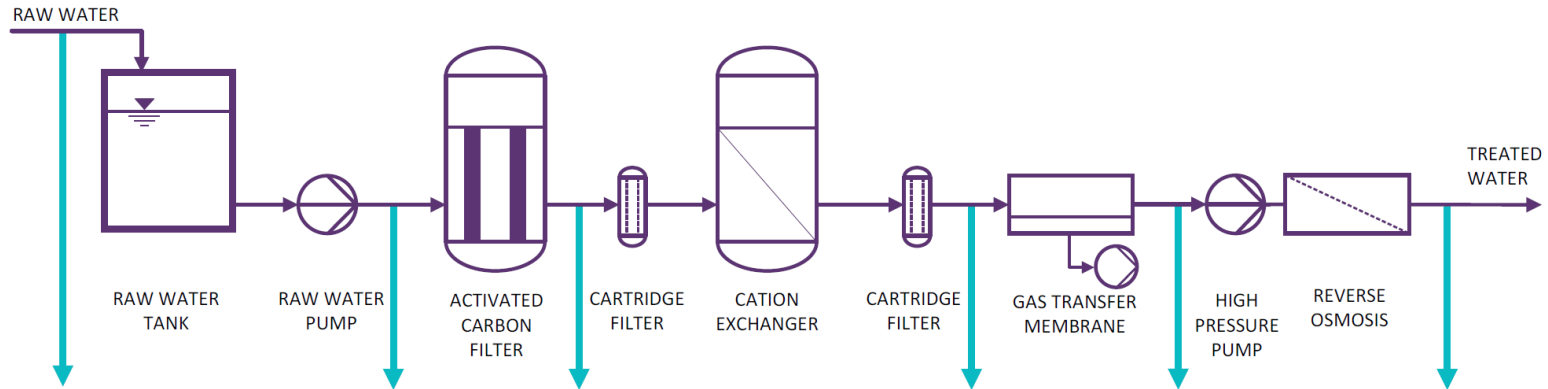 RAW WATER
TREATED
WATER
RAW WATER
TANK
RAW WATER
PUMP
ACTIVATED
CARBON
FILTER
CARTRIDGE
FILTER
CATION
EXCHANGER
CARTRIDGE
FILTER
GAS TRANSFER
MEMBRANE
HIGH
PRESSURE
PUMP
REVERSE
OSMOSIS